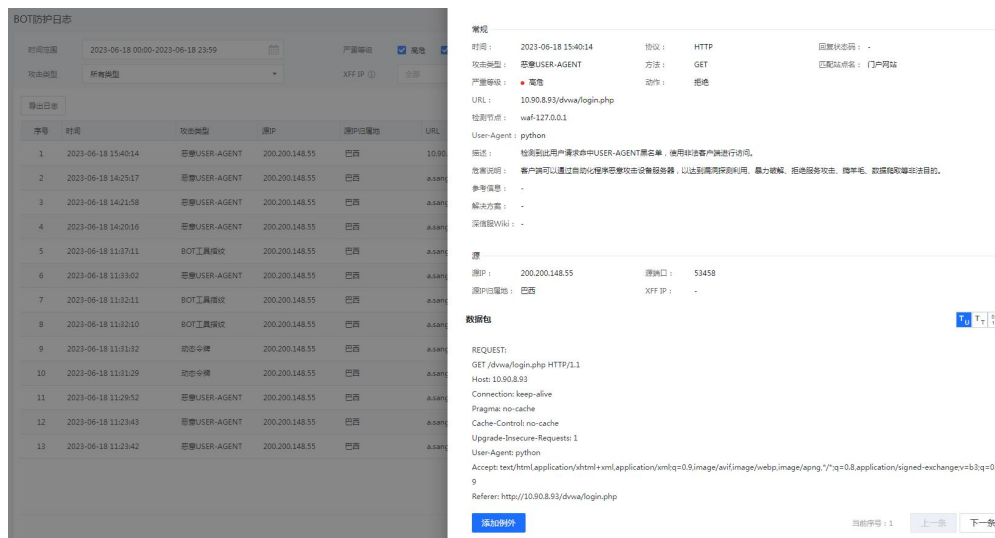 BOT防护日志
时间范围 2023-06-18 00:00-2023-06-18 23:59 严重等级 高危
攻击类型 所有类型 XFF IP 全部
导出日志
序号 时间 攻击类型 源IP 源IP归属地 URL
1 2023-06-18 15:40:14 恶意USER-AGENT 200.200.148.55 巴西 10.90.
2 2023-06-18 14:25:17 恶意USER-AGENT 200.200.148.55 巴西 a.sang
3 2023-06-18 14:21:58 恶意USER-AGENT 200.200.148.55 巴西 a.sang
4 2023-06-18 14:20:16 恶意USER-AGENT 200.200.148.55 巴西 a.sang
5 2023-06-18 11:37:11 BOT工具指纹 200.200.148.55 巴西 a.sang
6 2023-06-18 11:33:02 恶意USER-AGENT 200.200.148.55 巴西 a.sang
7 2023-06-18 11:32:11 BOT工具指纹 200.200.148.55 巴西 a.sang
8 2023-06-18 11:32:10 BOT工具指纹 200.200.148.55 巴西 a.sang
9 2023-06-18 11:31:32 动态令牌 200.200.148.55 巴西 a.sang
10 2023-06-18 11:31:29 动态令牌 200.200.148.55 巴西 a.sang
11 2023-06-18 11:29:52 恶意USER-AGENT 200.200.148.55 巴西 a.sang
12 2023-06-18 11:23:43 恶意USER-AGENT 200.200.148.55 巴西 a.sang
13 2023-06-18 11:23:42 恶意USER-AGENT 200.200.148.55 巴西 a.sang
常规
时间： 2023-06-18 15:40:14 协议： HTTP 回复状态码： -
攻击类型： 恶意USER-AGENT 方法： GET 匹配站点名： 门户网站
严重等级： 高危 动作： 拒绝
URL： 10.90.8.93/dvwa/login.php
检测节点： waf-127.0.0.1
User-Agent： python
描述： 检测到此用户请求命中USER-AGENT黑名单，使用非法客户端进行访问。
危害说明： 客户端可以通过自动化程序恶意攻击设备服务器，以达到漏洞探测利用、暴力破解、拒绝服务攻击、薅羊毛、数据爬取等非法目的。
参考信息： -
解决方案： -
深信服Wiki： -
源
源IP： 200.200.148.55 源端口： 53458
源IP归属地： 巴西 XFF IP： -
数据包
REQUEST:
GET /dvwa/login.php HTTP/1.1
Host: 10.90.8.93
Connection: keep-alive
Pragma: no-cache
Cache-Control: no-cache
Upgrade-Insecure-Requests: 1
User-Agent: python
Accept: text/html,application/xhtml+xml,application/xml;q=0.9,image/avif,image/webp,image/apng,*/*;q=0.8,application/signed-exchange;v=b3;q=0.
9
Referer: http://10.90.8.93/dvwa/login.php
添加例外 当前序号：1 上一条 下一条